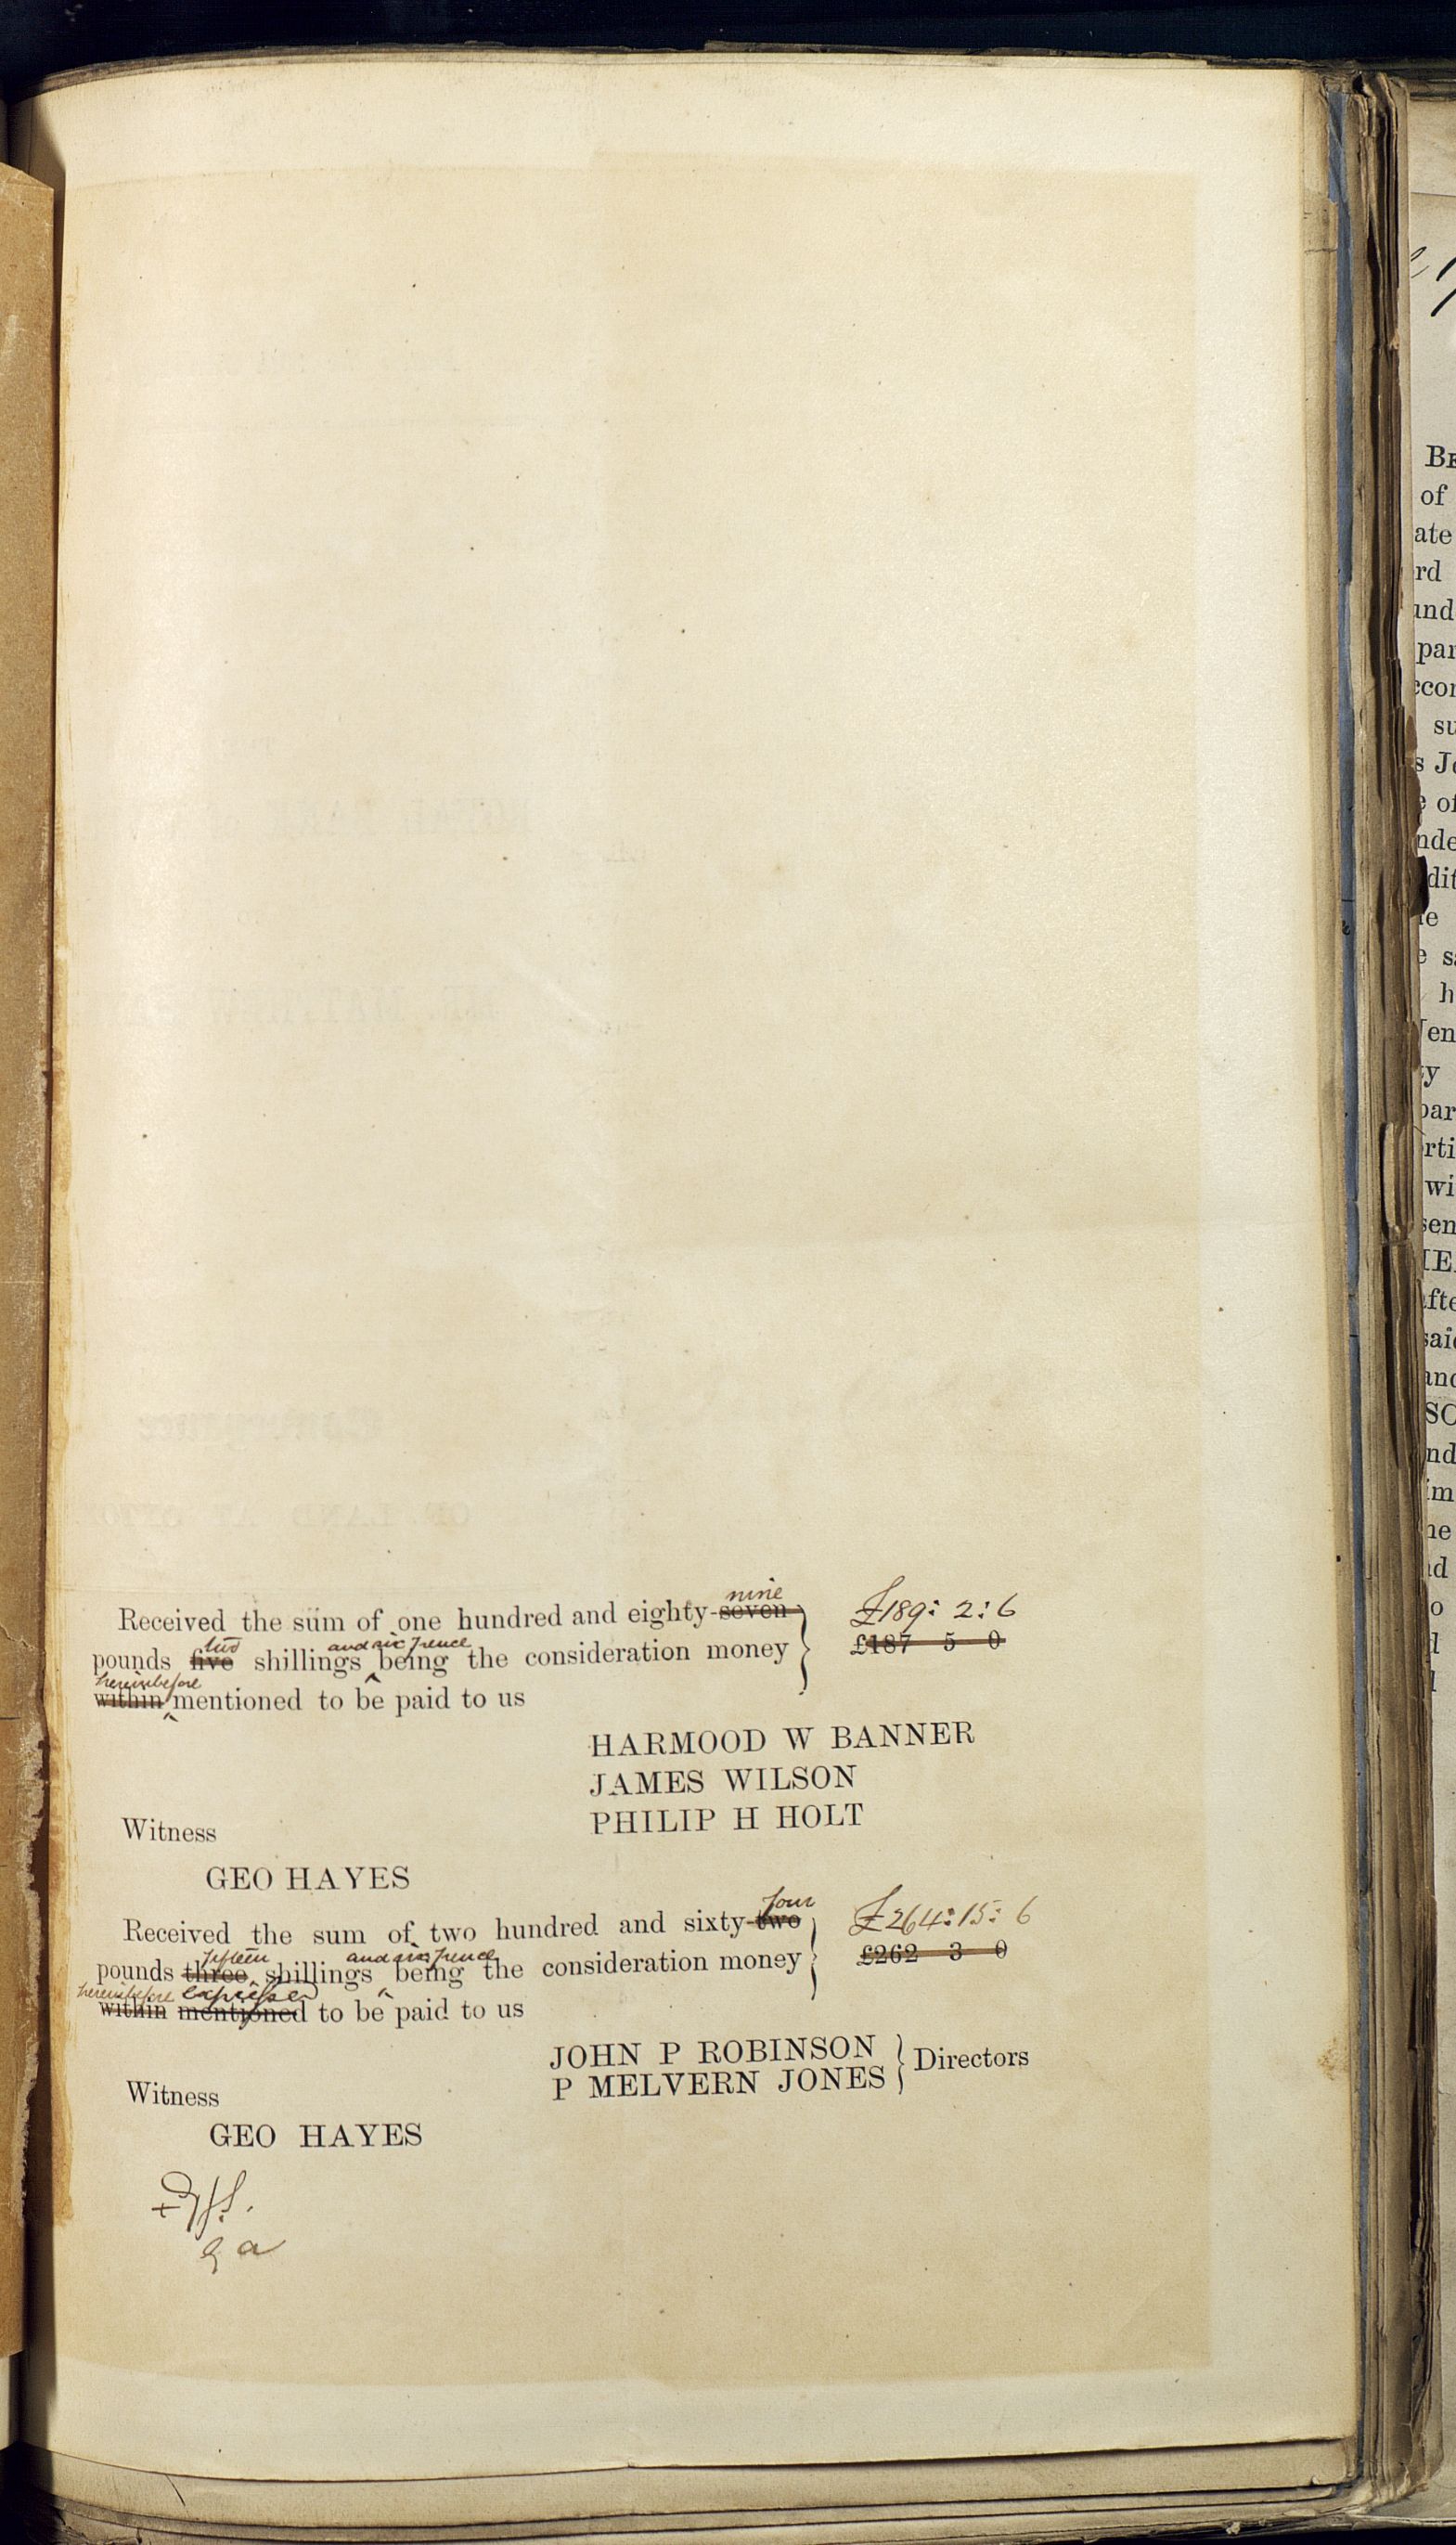 Received the sum of one hundred and eighty-seven nine
£189: 2: 6
pounds five two shillings and six pence being the consideration money
£187 5 0
within hereinbefore mentioned to be paid to us
HARMOOD W BANNER
JAMES WILSON
PHILIP H HOLT
Witness
GEO HAYES
Received the sum of two hundred and sixty-two four
£264: 15: 6
pounds three fifteen shillings and six pence being the consideration money
£262 3 0
within mentioned hereinbefore expressed to be paid to us
JOHN P ROBINSON
P MELVERN JONES
Directors
Witness
GEO HAYES